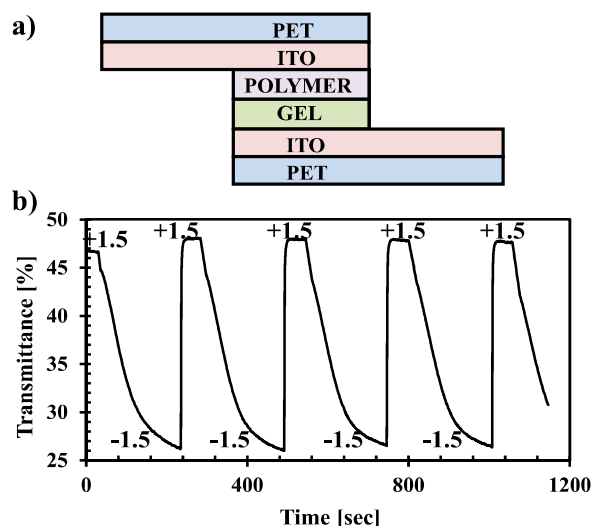 a)
PET
ITO
POLYMER
GEL
ITO
PET
b)
50
45
40
35
30
25
Transmittance [%]
+1.5 +1.5 +1.5 +1.5 +1.5
-1.5 -1.5 -1.5 -1.5
0 400 800 1200
Time [sec]